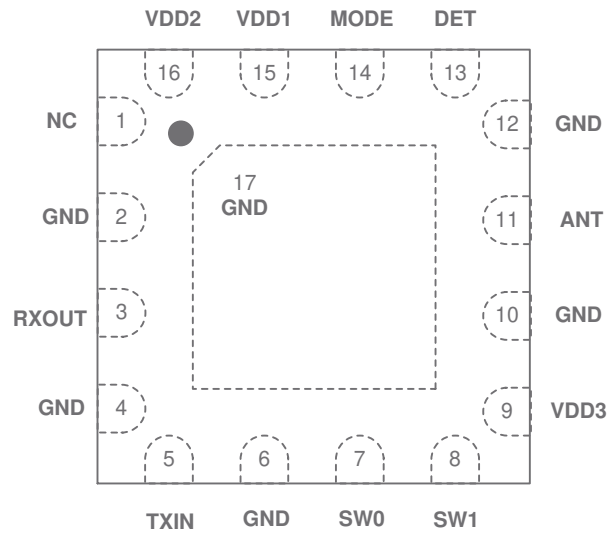 VDD2 VDD1 MODE DET
16 15 14 13
NC 1 12 GND
17
GND
GND 2 11 ANT
RXOUT 3 10 GND
GND 4 9 VDD3
5 6 7 8
TXIN GND SW0 SW1